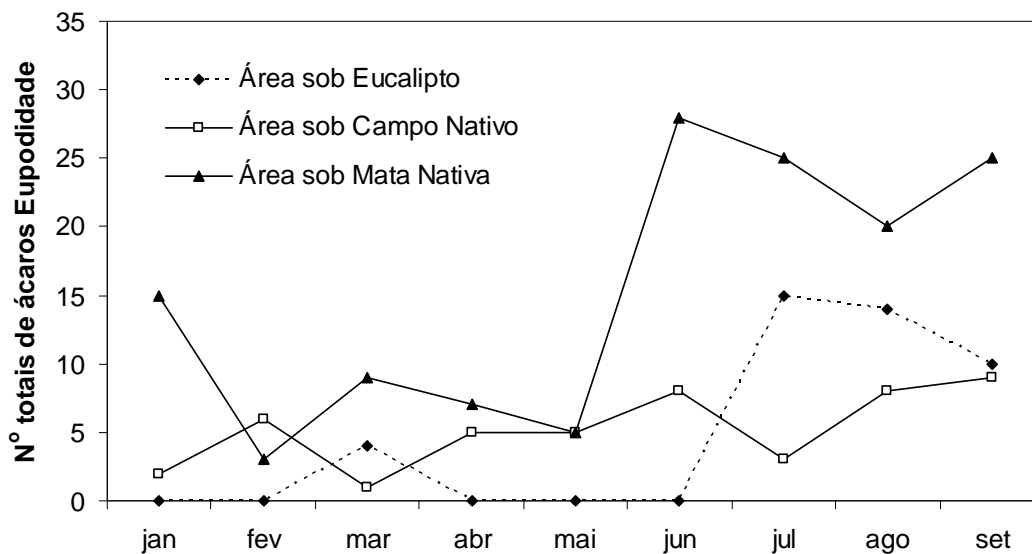 35
30
25
20
15
10
5
0
Nº totais de ácaros Eupodidade
Área sob Eucalipto
Área sob Campo Nativo
Área sob Mata Nativa
jan fev mar abr mai jun jul ago set